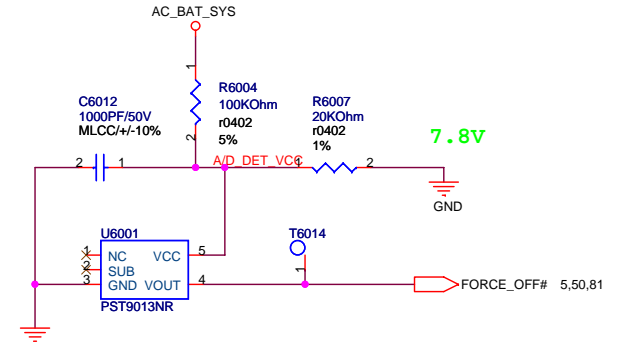 AC_BAT_SYS
1
R6004
100KOhm
r0402
5%
2
C6012
1000PF/50V
MLCC/+/-10%
2 1
R6007
20KOhm
r0402
1%
A/D_DET_VCC 1 2
7.8V
GND
U6001
1 NC VCC 5
2 SUB
3 GND VOUT 4
PST9013NR
T6014
1
FORCE_OFF# 5,50,81